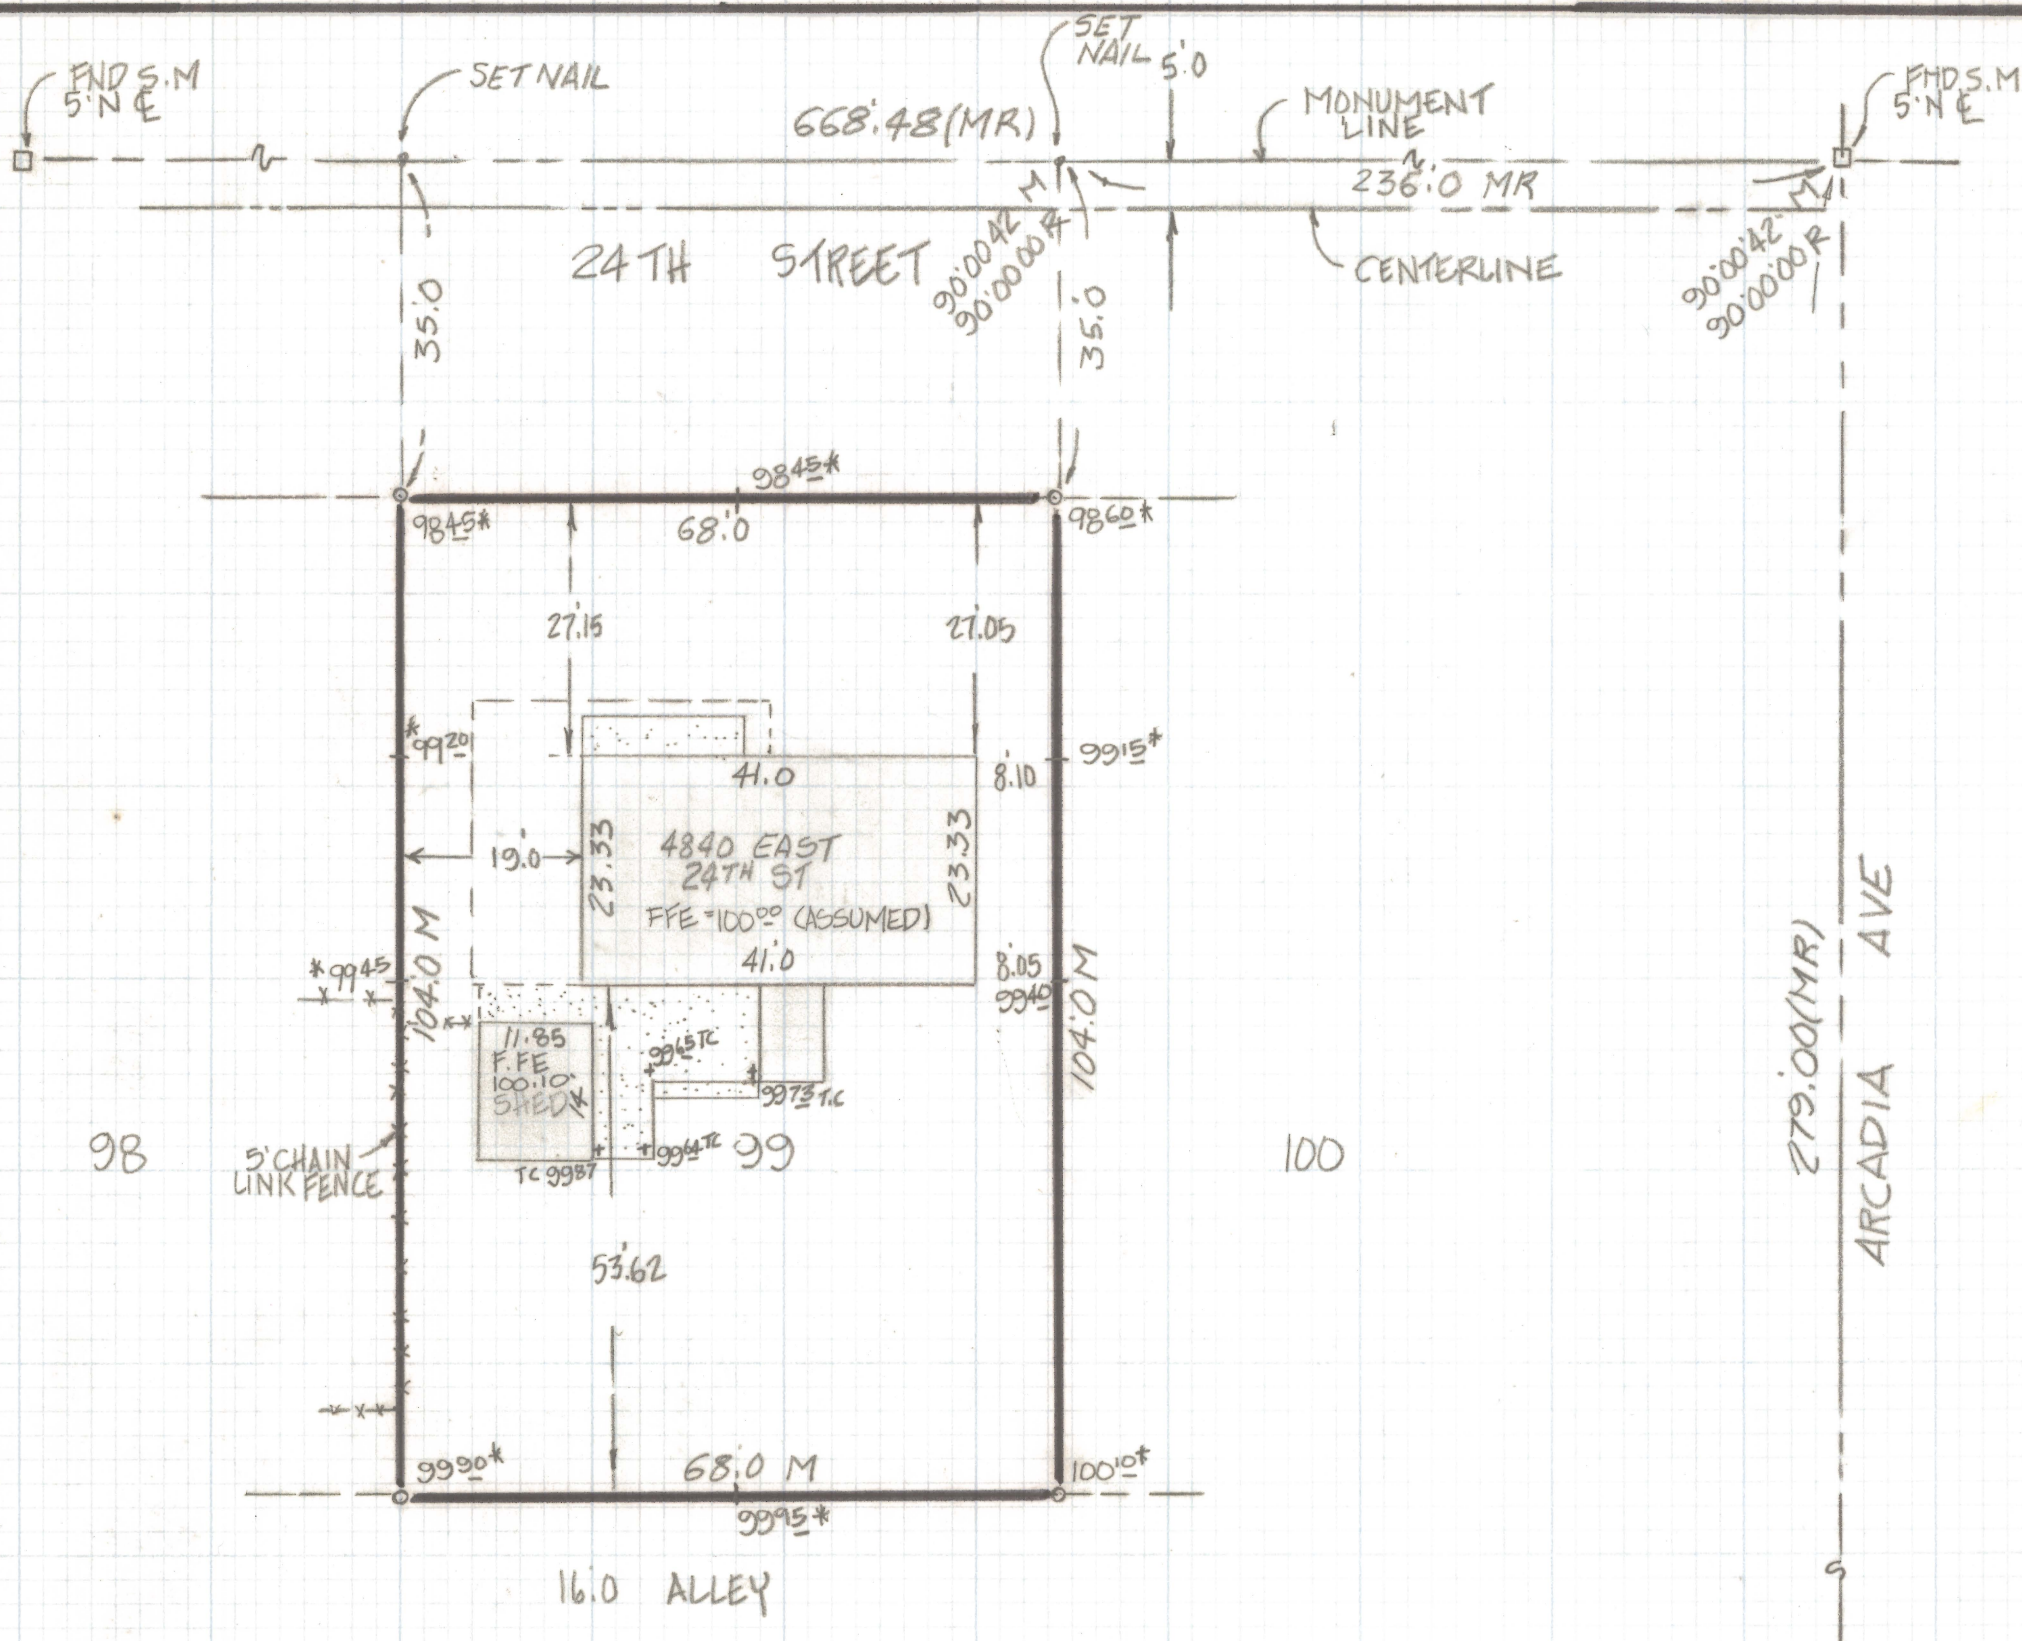 FND S.M
5' N ℄
SET NAIL
SET
NAIL
5.'0
668.'48 (MR)
MONUMENT
LINE
FND S.M
5' N ℄
236.'0 MR
24TH STREET
90°00'42" M
90°00'00 R
CENTERLINE
90°00'42" M
90°00'00 R
35.'0
35.'0
98 45*
98 45*
68.'0
98 60*
27.'15
27.'05
* 99 20
99 15*
41.'0
8.'10
19.'0
23.33
4840 EAST
24TH ST
FFE = 100 00 (ASSUMED)
23.33
41.'0
8.'05
99 40
* 99 45
104.'0 M
104.'0 M
11.85
F.FE
100.10
SHED
99 65 TC
99 73 T.C
99 64 TC
TC 99 87
98
99
100
5' CHAIN
LINK FENCE
279.'00 (MR)
ARCADIA AVE
53.'62
99 90*
68.'0 M
100 10*
99 95*
16.'0 ALLEY